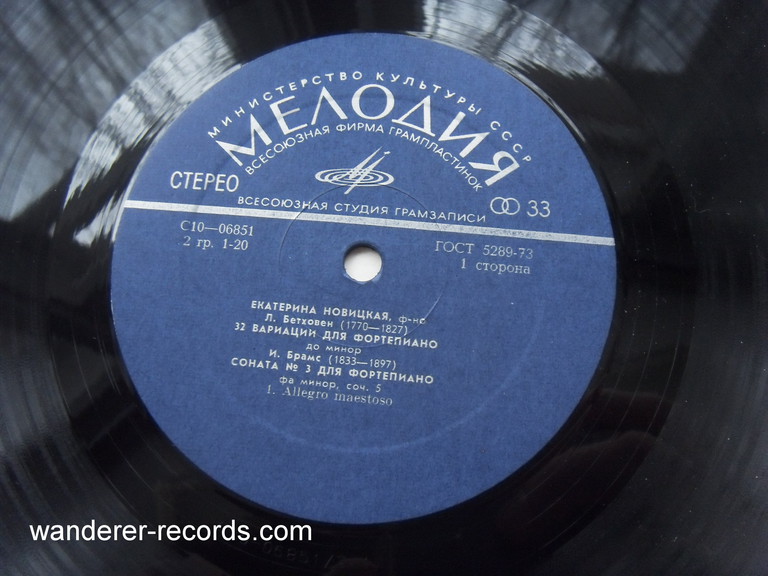 МИНИСТЕРСТВО КУЛЬТУРЫ СССР
МЕЛОДИЯ
ВСЕСОЮЗНАЯ ФИРМА ГРАМПЛАСТИНОК
СТЕРЕО
33
ВСЕСОЮЗНАЯ СТУДИЯ ГРАМЗАПИСИ
С10—06851
ГОСТ 5289-73
2 гр. 1-20
1 сторона
ЕКАТЕРИНА НОВИЦКАЯ, ф-но
Л. Бетховен (1770—1827)
32 ВАРИАЦИИ ДЛЯ ФОРТЕПИАНО
до минор
И. Брамс (1833—1897)
СОНАТА № 3 ДЛЯ ФОРТЕПИАНО
фа минор, соч. 5
1. Allegro maestoso
wanderer-records.com